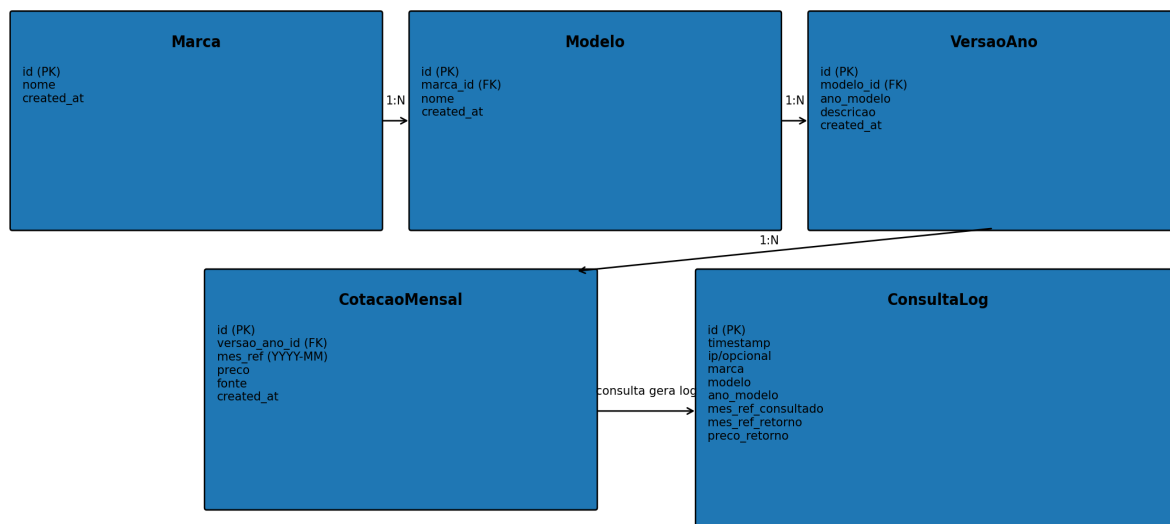 Marca
id (PK)
nome
created_at
1:N
Modelo
id (PK)
marca_id (FK)
nome
created_at
1:N
VersaoAno
id (PK)
modelo_id (FK)
ano_modelo
descricao
created_at
1:N
CotacaoMensal
id (PK)
versao_ano_id (FK)
mes_ref (YYYY-MM)
preco
fonte
created_at
consulta gera log
ConsultaLog
id (PK)
timestamp
ip/opcional
marca
modelo
ano_modelo
mes_ref_consultado
mes_ref_retorno
preco_retorno